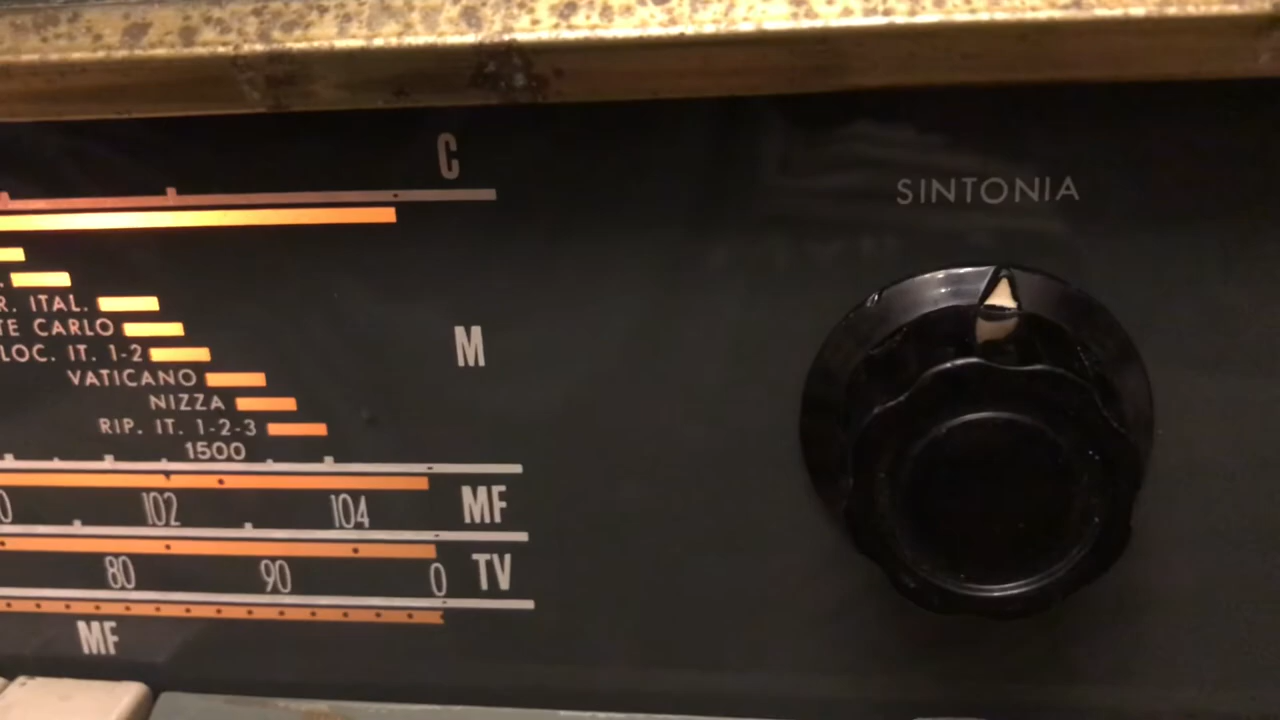 C
SINTONIA
R. ITAL.
TE CARLO
LOC. IT. 1-2
M
VATICANO
NIZZA
RIP. IT. 1-2-3
1500
0 102 104 MF
80 90 0 TV
MF